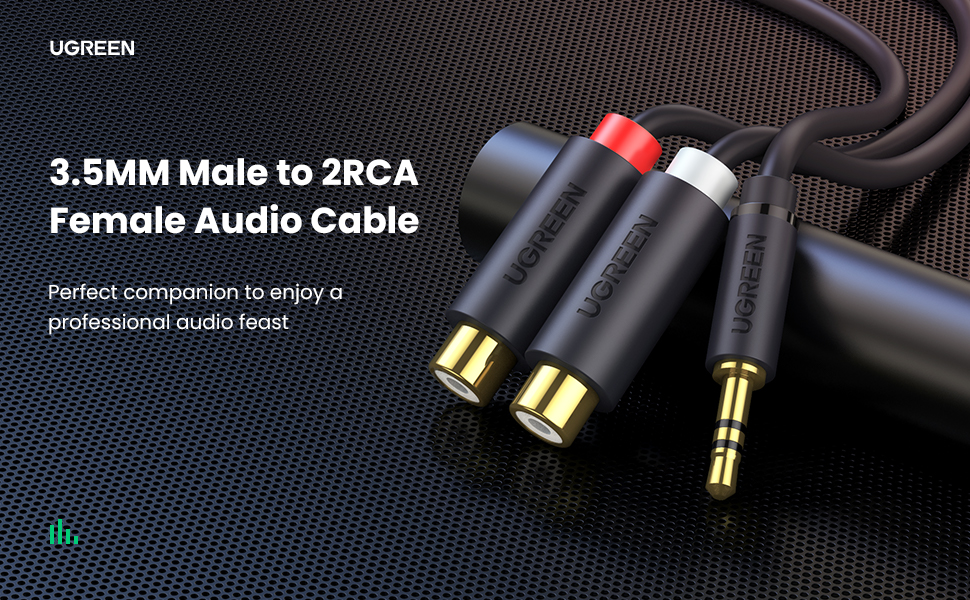 UGREEN
3.5MM Male to 2RCA
Female Audio Cable
Perfect companion to enjoy a
professional audio feast
UGREEN
UGREEN
UGREEN